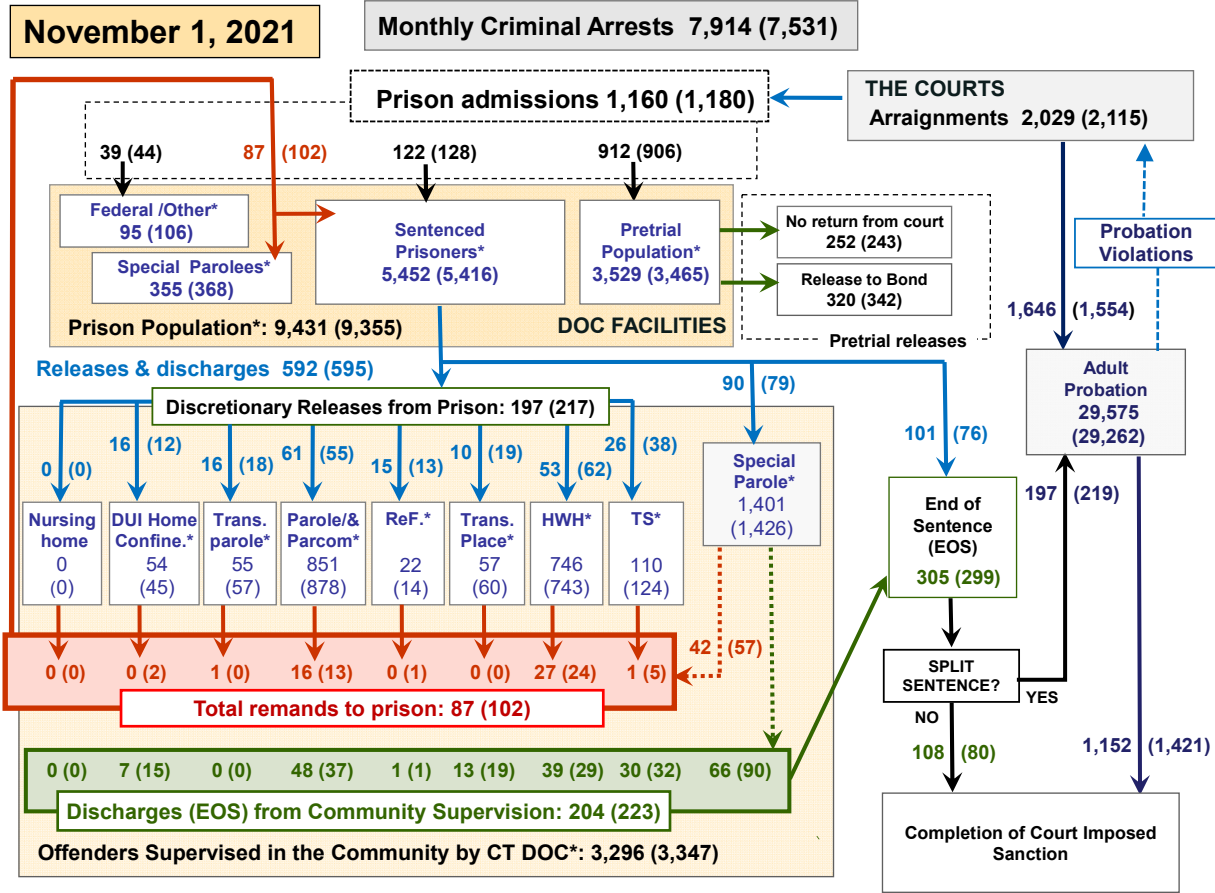 November 1, 2021
Monthly Criminal Arrests 7,914 (7,531)
Prison admissions 1,160 (1,180)
THE COURTS
Arraignments 2,029 (2,115)
39 (44)
87 (102)
122 (128)
912 (906)
Federal /Other*
95 (106)
Special Parolees*
355 (368)
Sentenced
Prisoners*
5,452 (5,416)
Pretrial
Population*
3,529 (3,465)
No return from court
252 (243)
Release to Bond
320 (342)
Pretrial releases
Probation
Violations
Prison Population*: 9,431 (9,355)
DOC FACILITIES
1,646 (1,554)
Releases & discharges 592 (595)
90 (79)
Adult
Probation
29,575
(29,262)
Discretionary Releases from Prison: 197 (217)
0 (0)
16 (12)
16 (18)
61 (55)
15 (13)
10 (19)
53 (62)
26 (38)
101 (76)
197 (219)
Nursing
home
0
(0)
DUI Home
Confine.*
54
(45)
Trans.
parole*
55
(57)
Parole/&
Parcom*
851
(878)
ReF.*
22
(14)
Trans.
Place*
57
(60)
HWH*
746
(743)
TS*
110
(124)
Special
Parole*
1,401
(1,426)
End of
Sentence
(EOS)
305 (299)
0 (0)
0 (2)
1 (0)
16 (13)
0 (1)
0 (0)
27 (24)
1 (5)
42 (57)
Total remands to prison: 87 (102)
SPLIT
SENTENCE?
YES
NO
108 (80)
1,152 (1,421)
0 (0)
7 (15)
0 (0)
48 (37)
1 (1)
13 (19)
39 (29)
30 (32)
66 (90)
Discharges (EOS) from Community Supervision: 204 (223)
Offenders Supervised in the Community by CT DOC*: 3,296 (3,347)
Completion of Court Imposed
Sanction